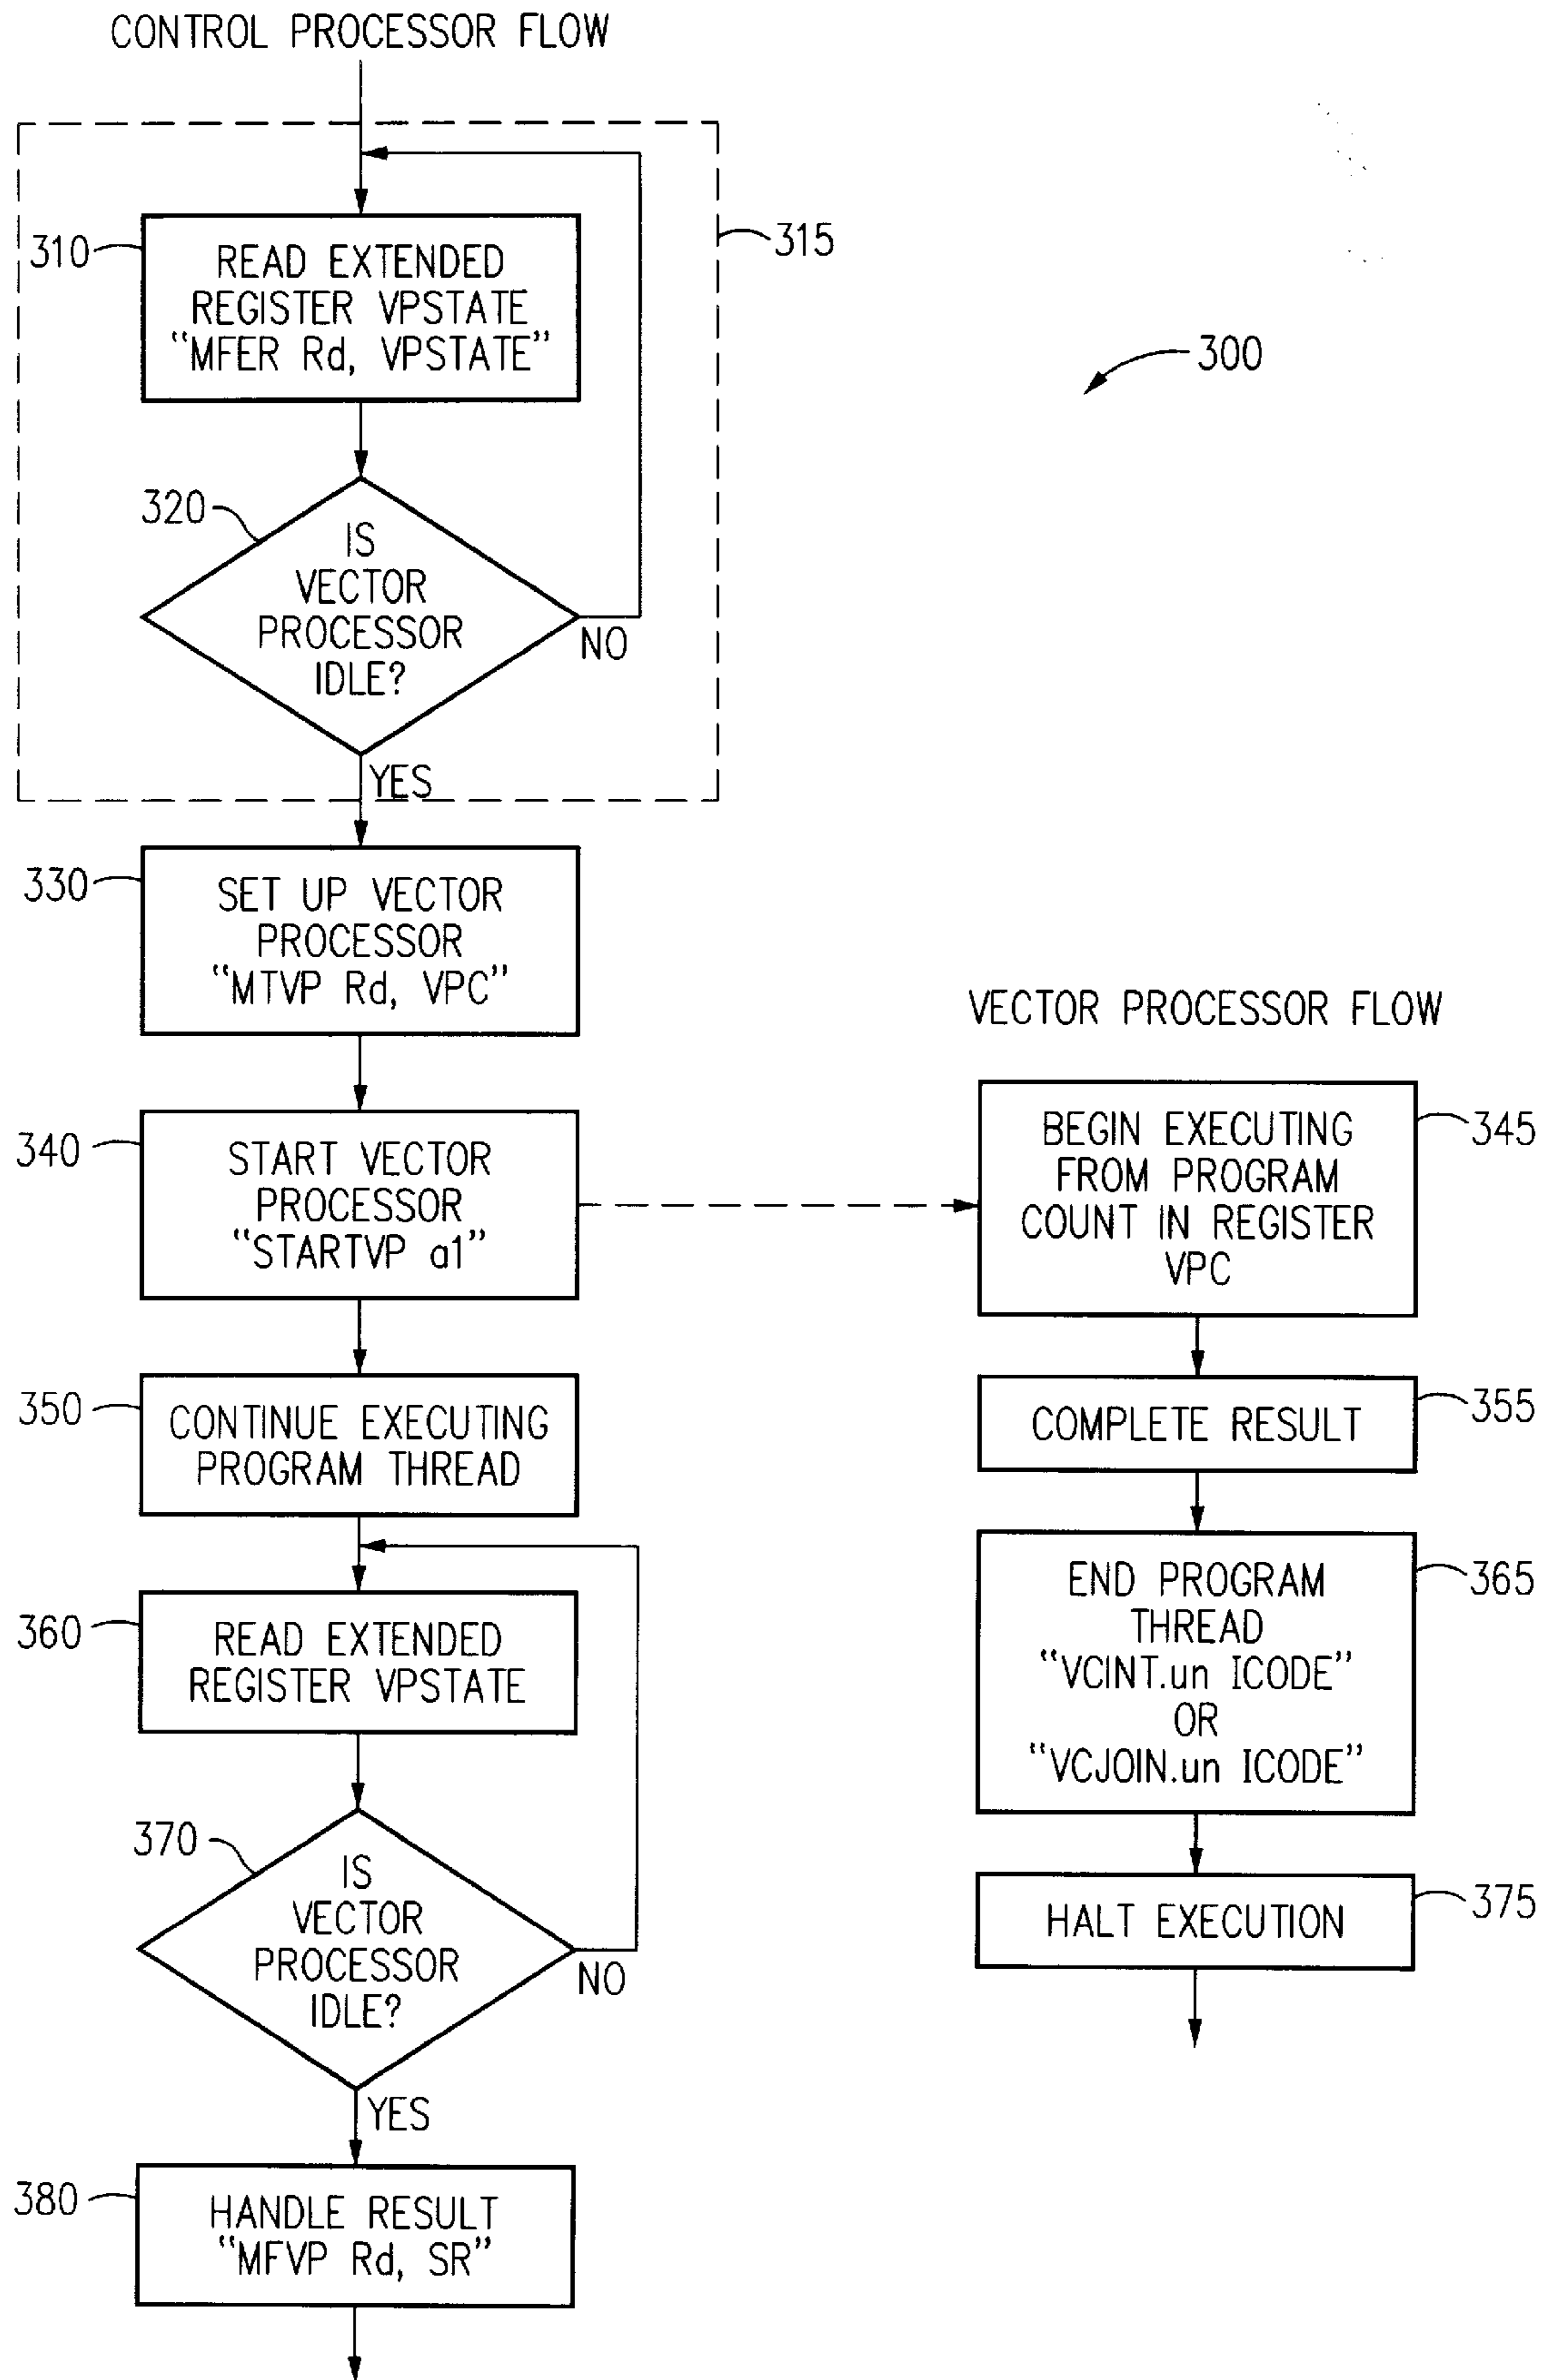 CONTROL PROCESSOR FLOW
310
READ EXTENDED
REGISTER VPSTATE
“MFER Rd, VPSTATE”
315
300
320
IS
VECTOR
PROCESSOR
IDLE?
NO
YES
330
SET UP VECTOR
PROCESSOR
“MTVP Rd, VPC”
340
START VECTOR
PROCESSOR
“STARTVP a1”
350
CONTINUE EXECUTING
PROGRAM THREAD
360
READ EXTENDED
REGISTER VPSTATE
370
IS
VECTOR
PROCESSOR
IDLE?
NO
YES
380
HANDLE RESULT
“MFVP Rd, SR”
VECTOR PROCESSOR FLOW
BEGIN EXECUTING
FROM PROGRAM
COUNT IN REGISTER
VPC
345
COMPLETE RESULT
355
END PROGRAM
THREAD
“VCINT.un ICODE”
OR
“VCJOIN.un ICODE”
365
HALT EXECUTION
375